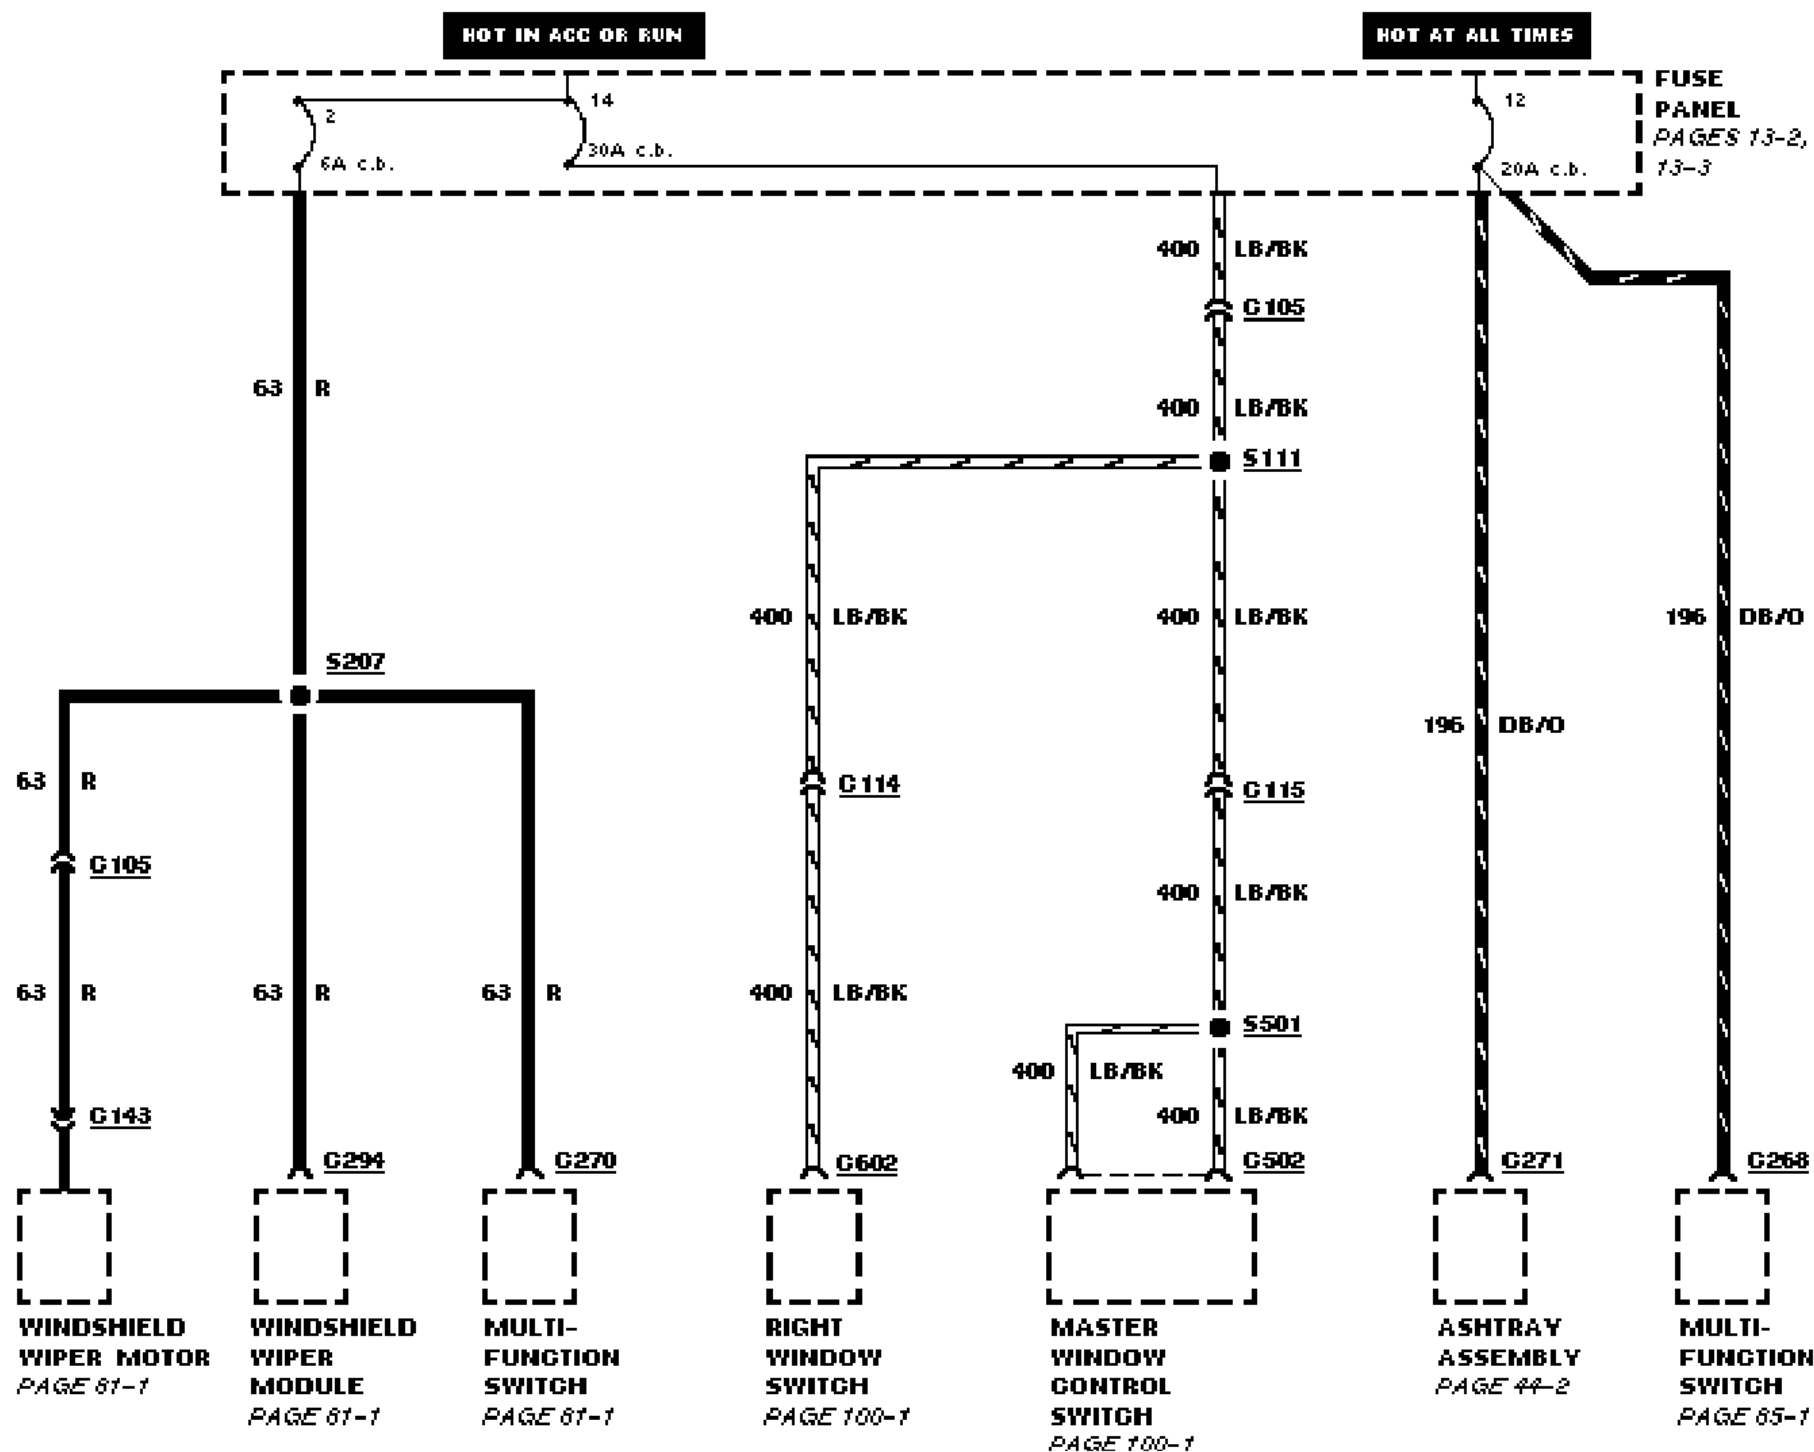 HOT IN ACC OR RUN
HOT AT ALL TIMES
FUSE
PANEL
PAGES 13-2,
13-3
2
6A c.b.
14
30A c.b.
12
20A c.b.
400 LB/BK
C105
63 R
400 LB/BK
S111
400 LB/BK
400 LB/BK
196 DB/O
S207
196 DB/O
63 R
C114
C115
C105
400 LB/BK
63 R
63 R
63 R
400 LB/BK
S501
400 LB/BK
C143
400 LB/BK
C294
C270
C602
C502
C271
C268
WINDSHIELD
WIPER MOTOR
PAGE 81-1
WINDSHIELD
WIPER
MODULE
PAGE 81-1
MULTI-
FUNCTION
SWITCH
PAGE 81-1
RIGHT
WINDOW
SWITCH
PAGE 100-1
MASTER
WINDOW
CONTROL
SWITCH
PAGE 100-1
ASHTRAY
ASSEMBLY
PAGE 44-2
MULTI-
FUNCTION
SWITCH
PAGE 85-1